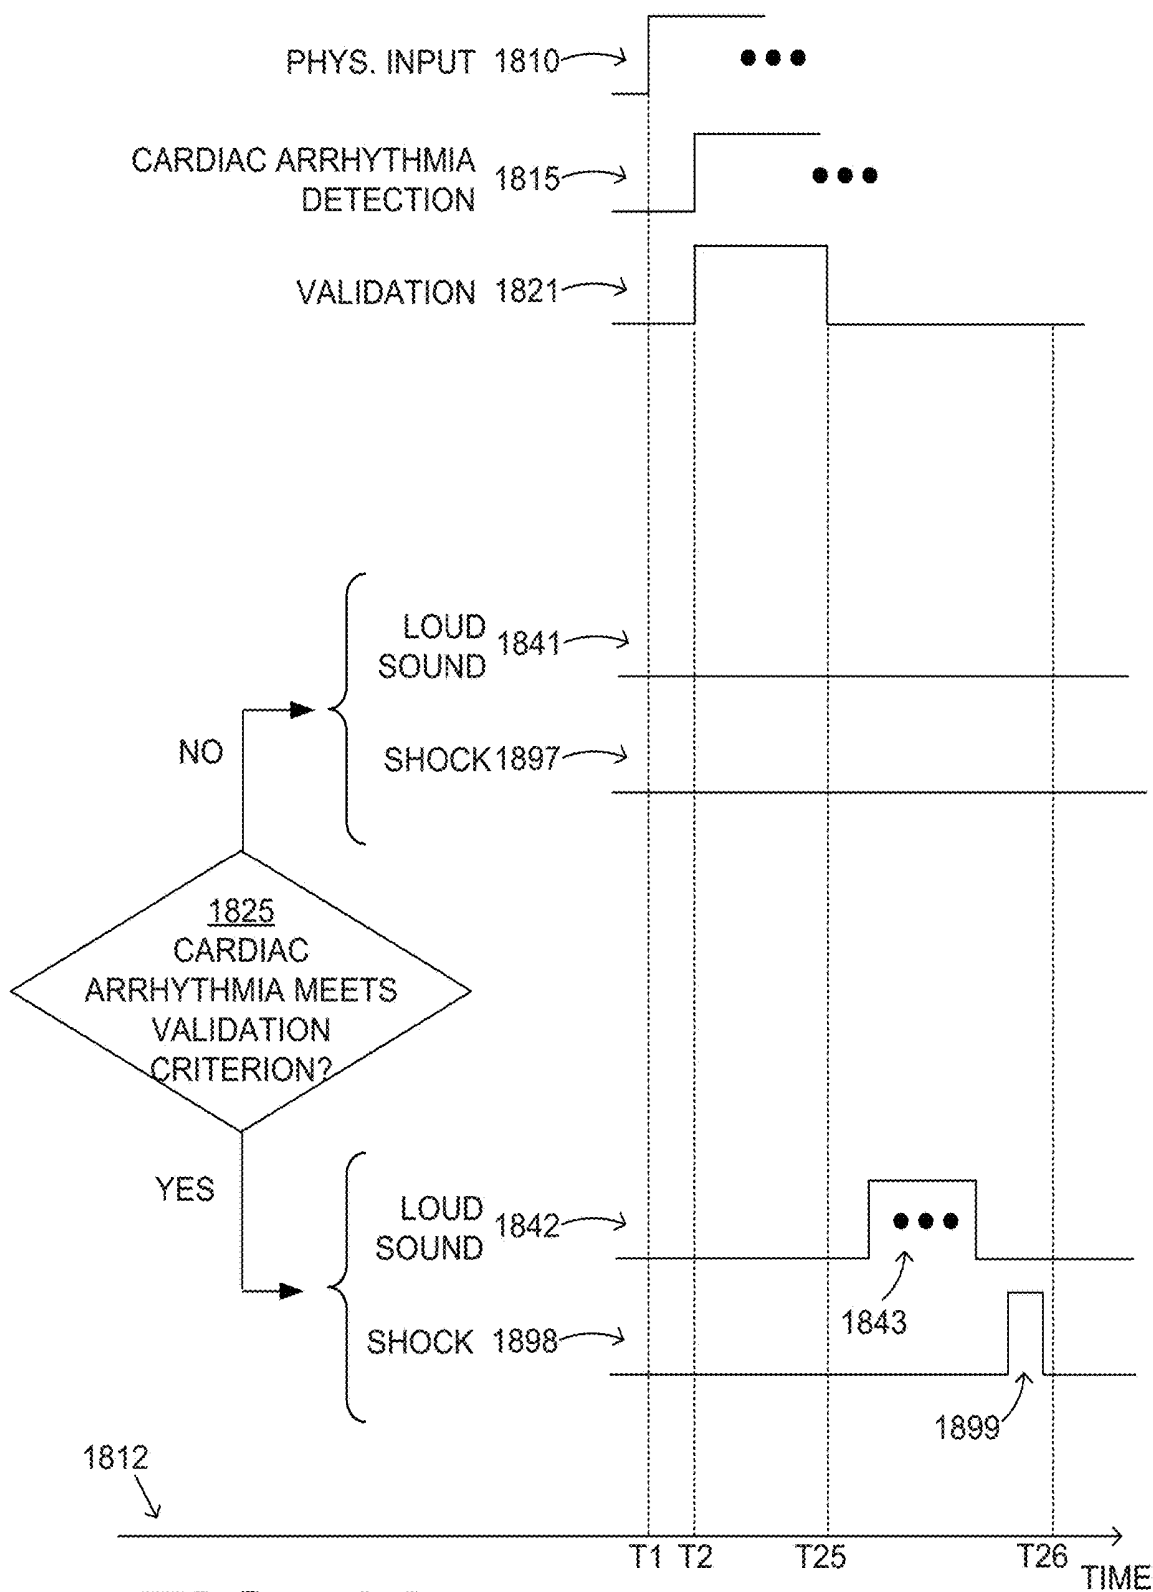 PHYS. INPUT 1810
CARDIAC ARRHYTHMIA
DETECTION 1815
VALIDATION 1821
LOUD
SOUND 1841
NO
SHOCK 1897
1825
CARDIAC
ARRHYTHMIA MEETS
VALIDATION
CRITERION?
YES
LOUD
SOUND 1842
1843
SHOCK 1898
1899
1812
T1 T2 T25 T26
TIME